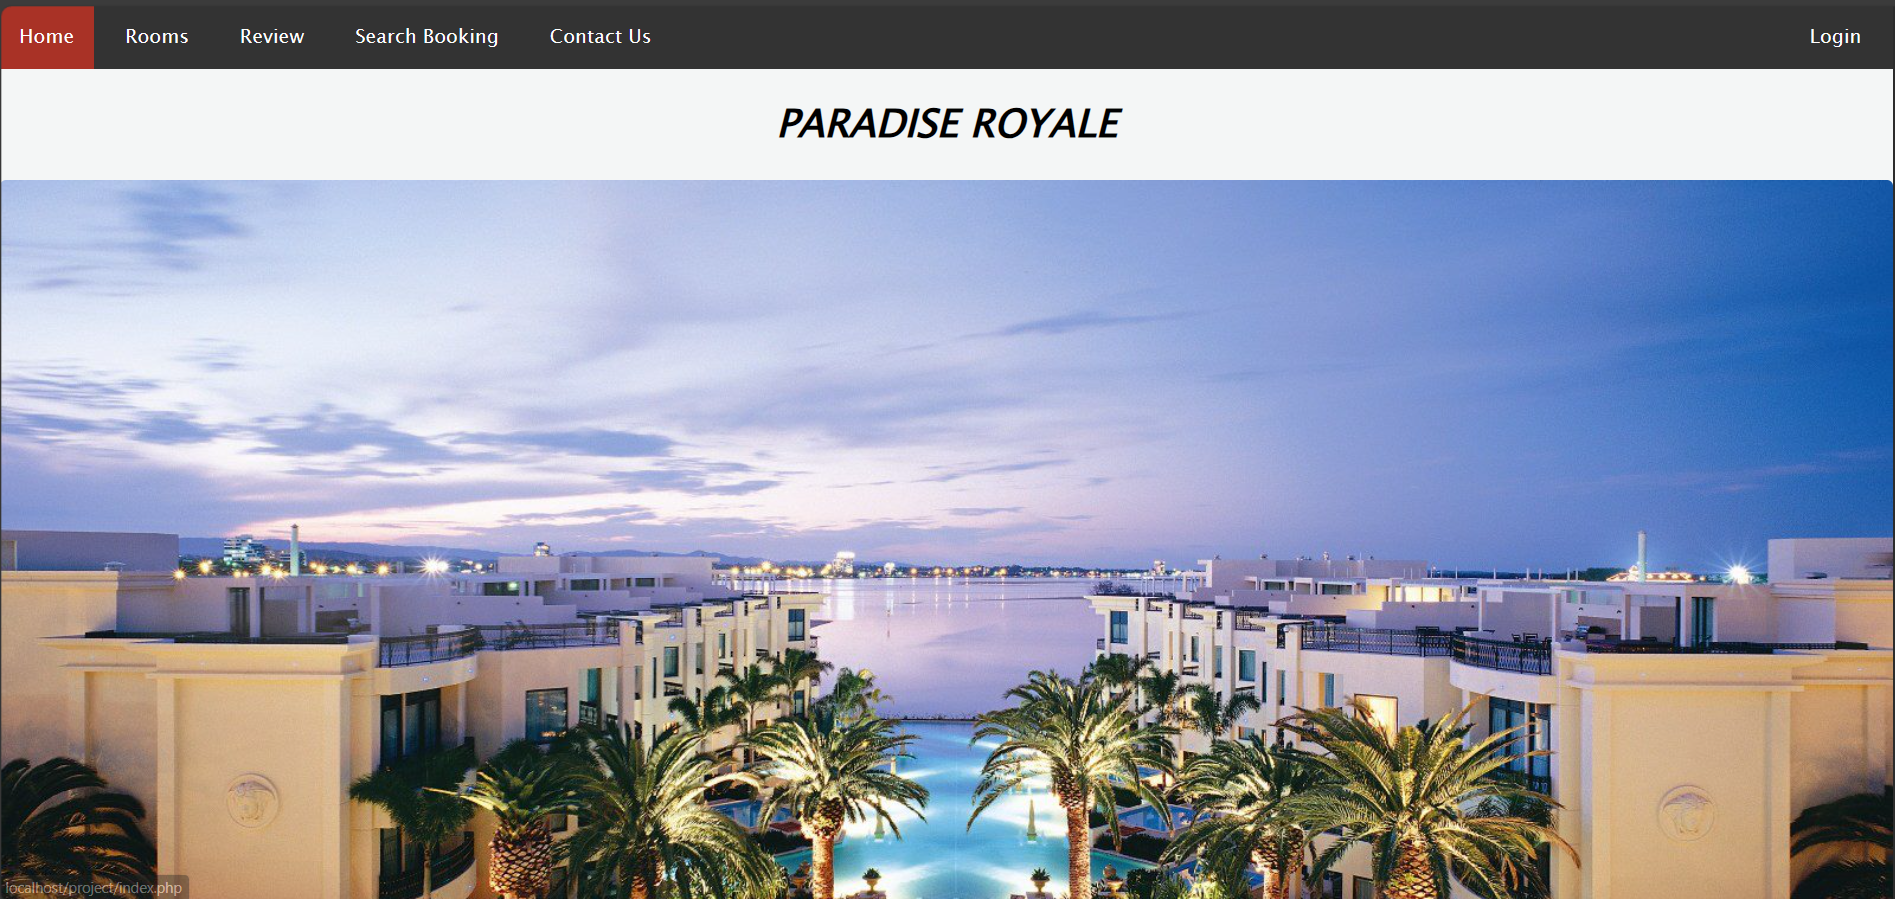 Home Rooms Review Search Booking Contact Us Login
PARADISE ROYALE
localhost/project/index.php